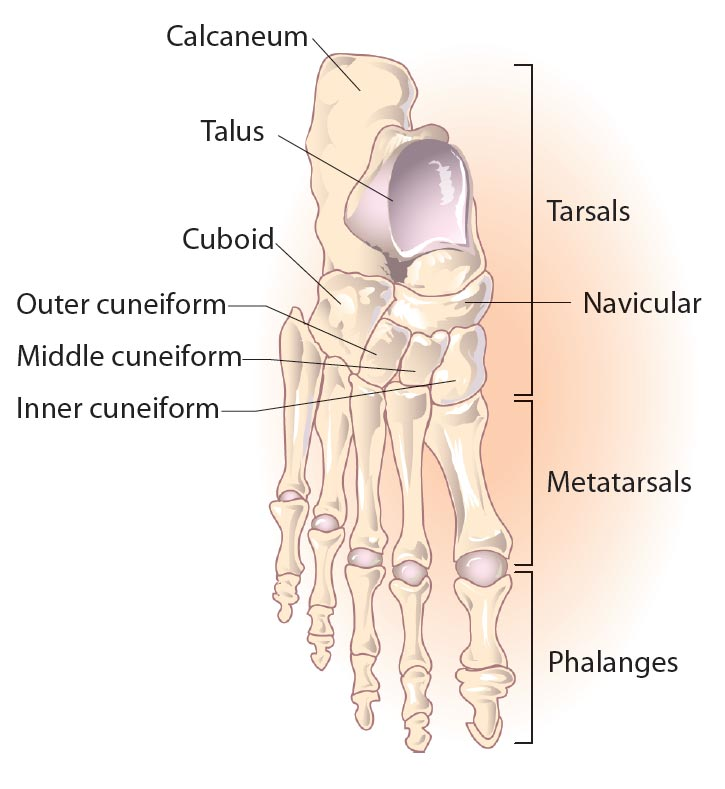 Calcaneum
Talus
Cuboid
Outer cuneiform
Middle cuneiform
Inner cuneiform
Tarsals
Navicular
Metatarsals
Phalanges